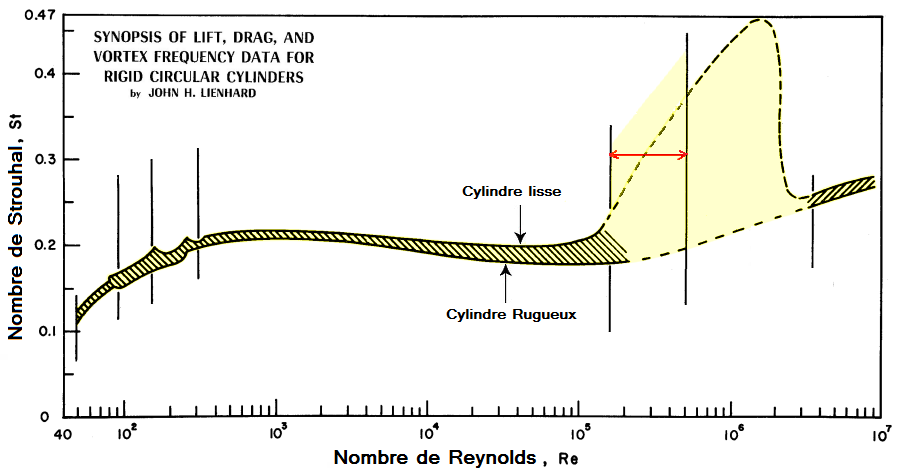 0.47
SYNOPSIS OF LIFT, DRAG, AND
VORTEX FREQUENCY DATA FOR
RIGID CIRCULAR CYLINDERS
by JOHN H. LIENHARD
0.4
0.3
0.2
0.1
0
Nombre de Strouhal, St
Cylindre lisse
Cylindre Rugueux
40 10² 10³ 10⁴ 10⁵ 10⁶ 10⁷
Nombre de Reynolds , Re